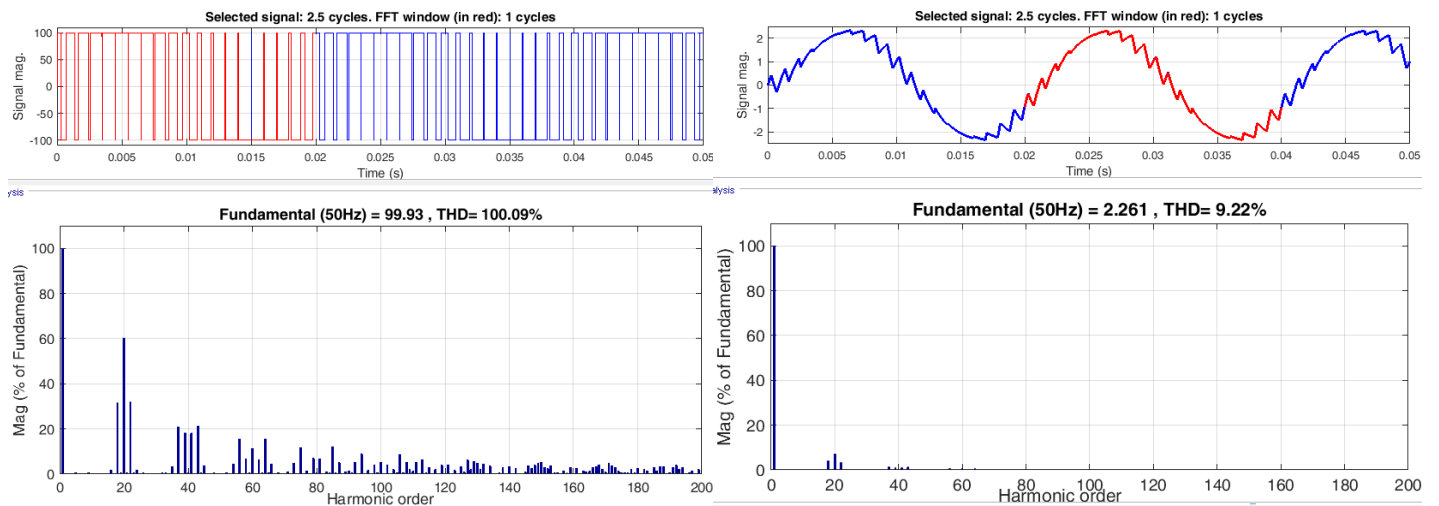 Selected signal: 2.5 cycles. FFT window (in red): 1 cycles
Signal mag.
100
50
0
-50
-100
0 0.005 0.01 0.015 0.02 0.025 0.03 0.035 0.04 0.045 0.05
Time (s)
ysis
Fundamental (50Hz) = 99.93 , THD= 100.09%
Mag (% of Fundamental)
100
80
60
40
20
0
0 20 40 60 80 100 120 140 160 180 200
Harmonic order
Selected signal: 2.5 cycles. FFT window (in red): 1 cycles
Signal mag.
2
1
0
-1
-2
0 0.005 0.01 0.015 0.02 0.025 0.03 0.035 0.04 0.045 0.05
Time (s)
alysis
Fundamental (50Hz) = 2.261 , THD= 9.22%
Mag (% of Fundamental)
100
80
60
40
20
0
0 20 40 60 80 100 120 140 160 180 200
Harmonic order